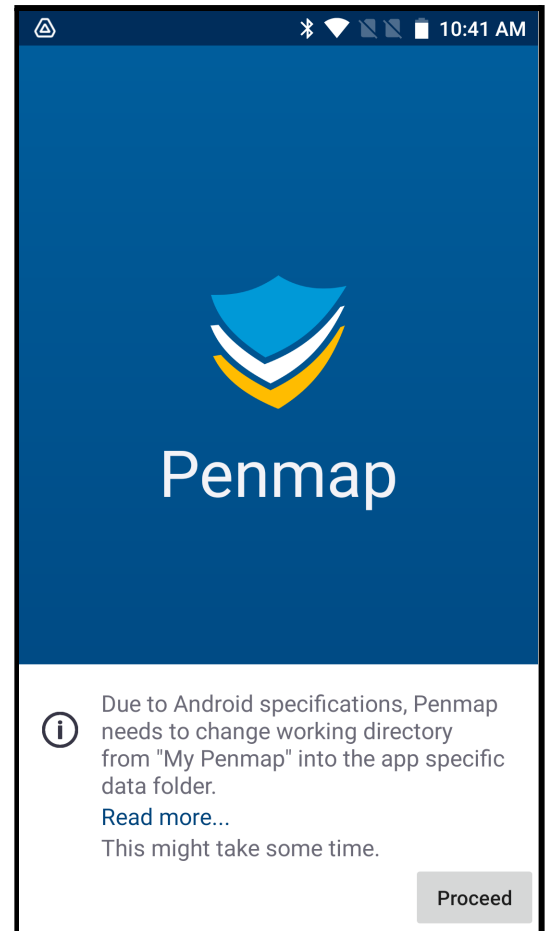 10:41 AM
Penmap
Due to Android specifications, Penmap
needs to change working directory
from "My Penmap" into the app specific
data folder.
Read more...
This might take some time.
Proceed